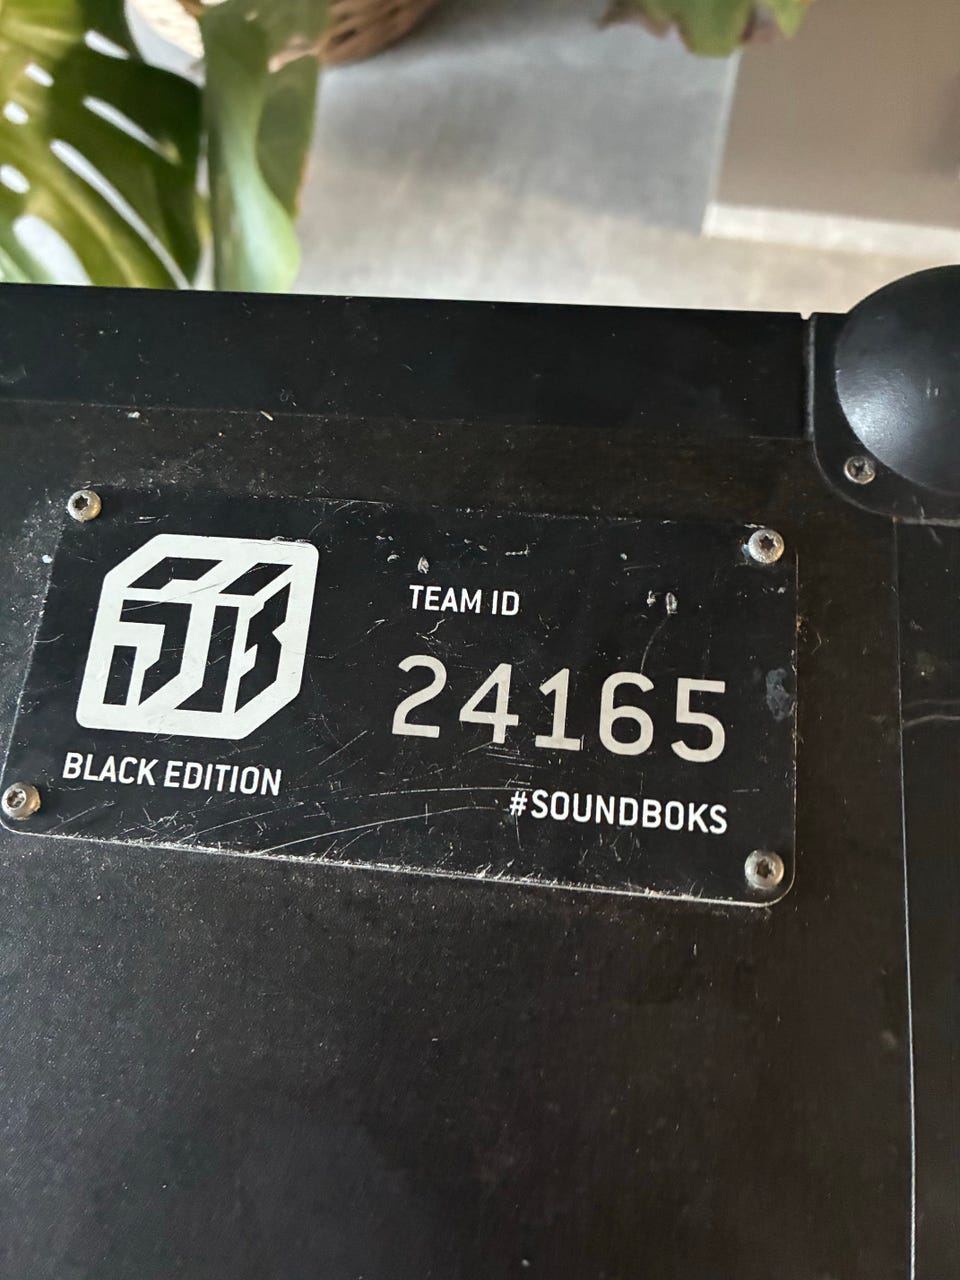 TEAM ID
24165
BLACK EDITION
#SOUNDBOKS